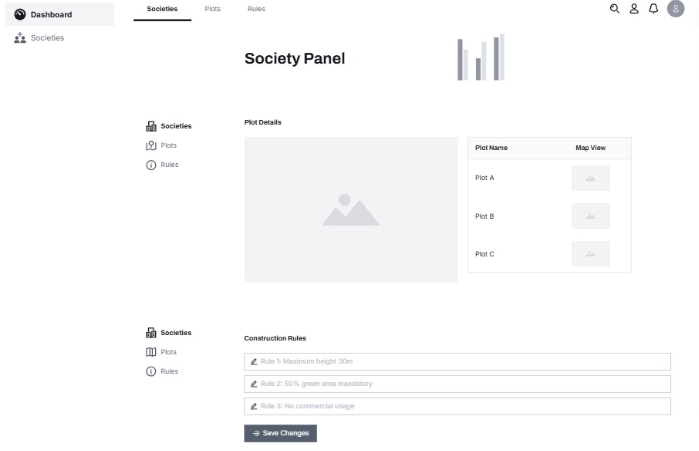 Dashboard
Societies
Societies Plots Rules
Society Panel
Societies
Plots
Rules
Plot Details
Plot Name Map View
Plot A
Plot B
Plot C
Societies
Plots
Rules
Construction Rules
Rule 1: Maximum height 30m
Rule 2: 50% green area mandatory
Rule 3: No commercial usage
Save Changes